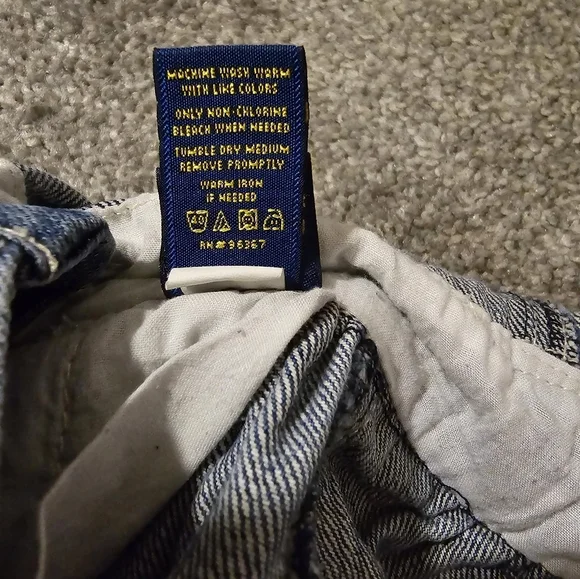 MACHINE WASH WARM
WITH LIKE COLORS
ONLY NON-CHLORINE
BLEACH WHEN NEEDED
TUMBLE DRY MEDIUM
REMOVE PROMPTLY
WARM IRON
IF NEEDED
40
RN# 96367